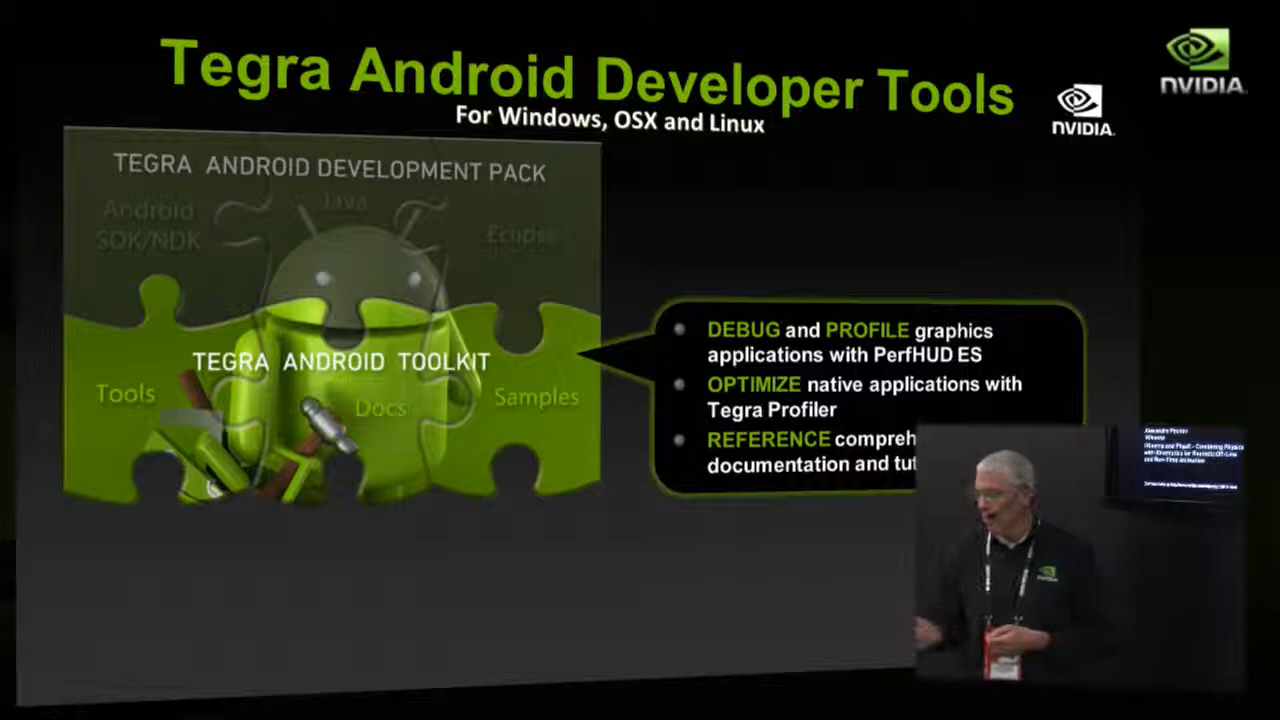 Tegra Android Developer Tools
For Windows, OSX and Linux
NVIDIA
NVIDIA
TEGRA ANDROID DEVELOPMENT PACK
Android
SDK/NDK
Java
Eclipse
TEGRA ANDROID TOOLKIT
Tools
Docs
Samples
DEBUG and PROFILE graphics
applications with PerfHUD ES
OPTIMIZE native applications with
Tegra Profiler
REFERENCE compreh
documentation and tut